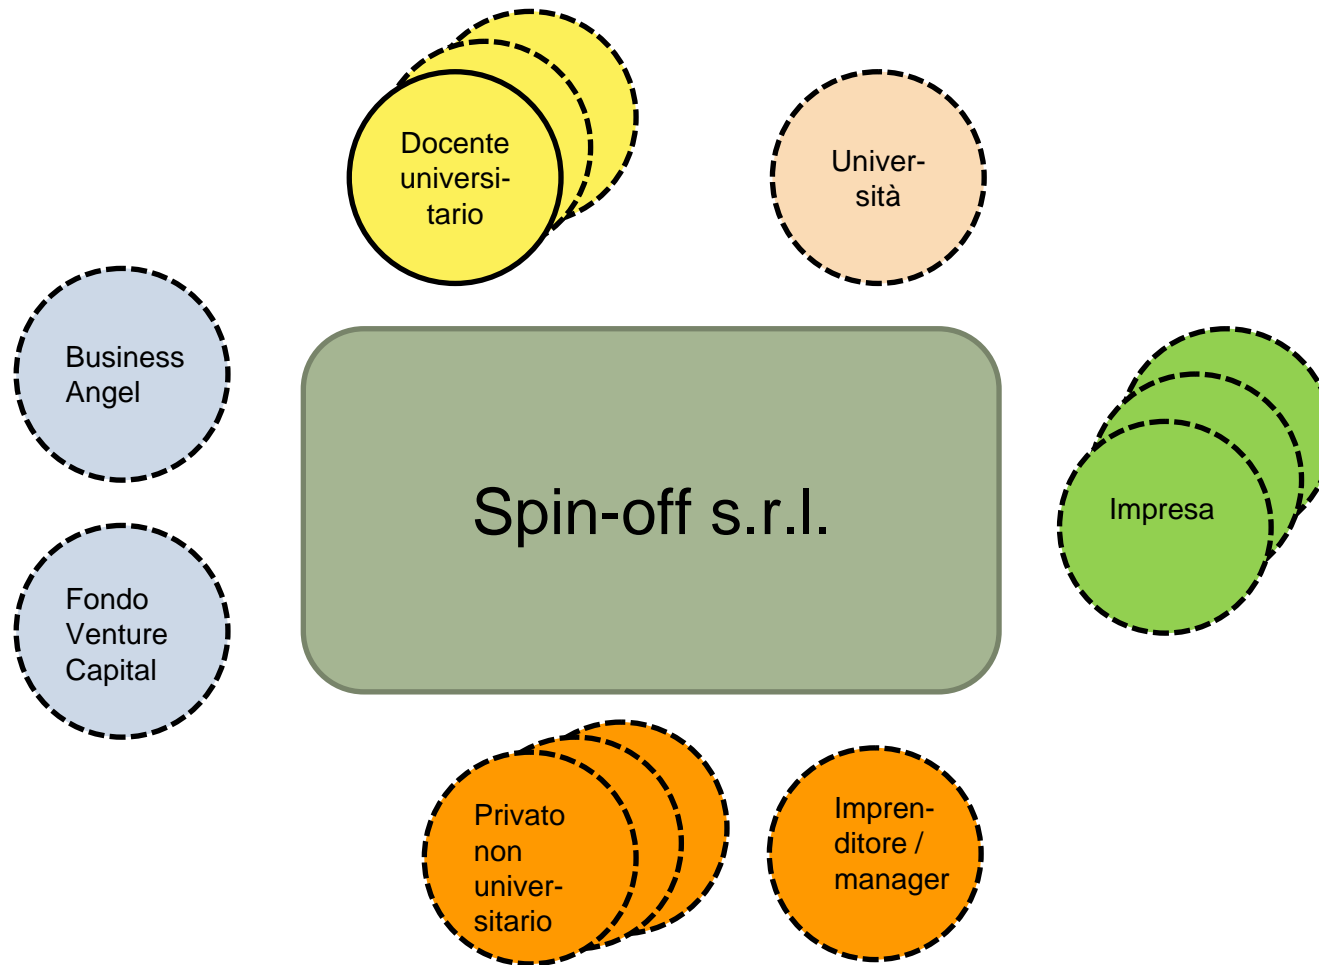 Docente
universi-
tario
Univer-
sità
Business
Angel
Spin-off s.r.l.
Impresa
Fondo
Venture
Capital
Privato
non
univer-
sitario
Impren-
ditore /
manager